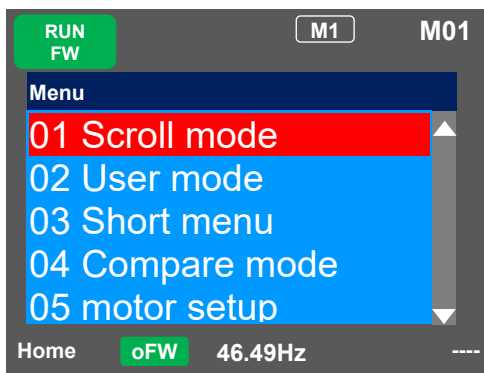 RUN M1 M01
FW
Menu
01 Scroll mode
02 User mode
03 Short menu
04 Compare mode
05 motor setup
Home oFW 46.49Hz ----